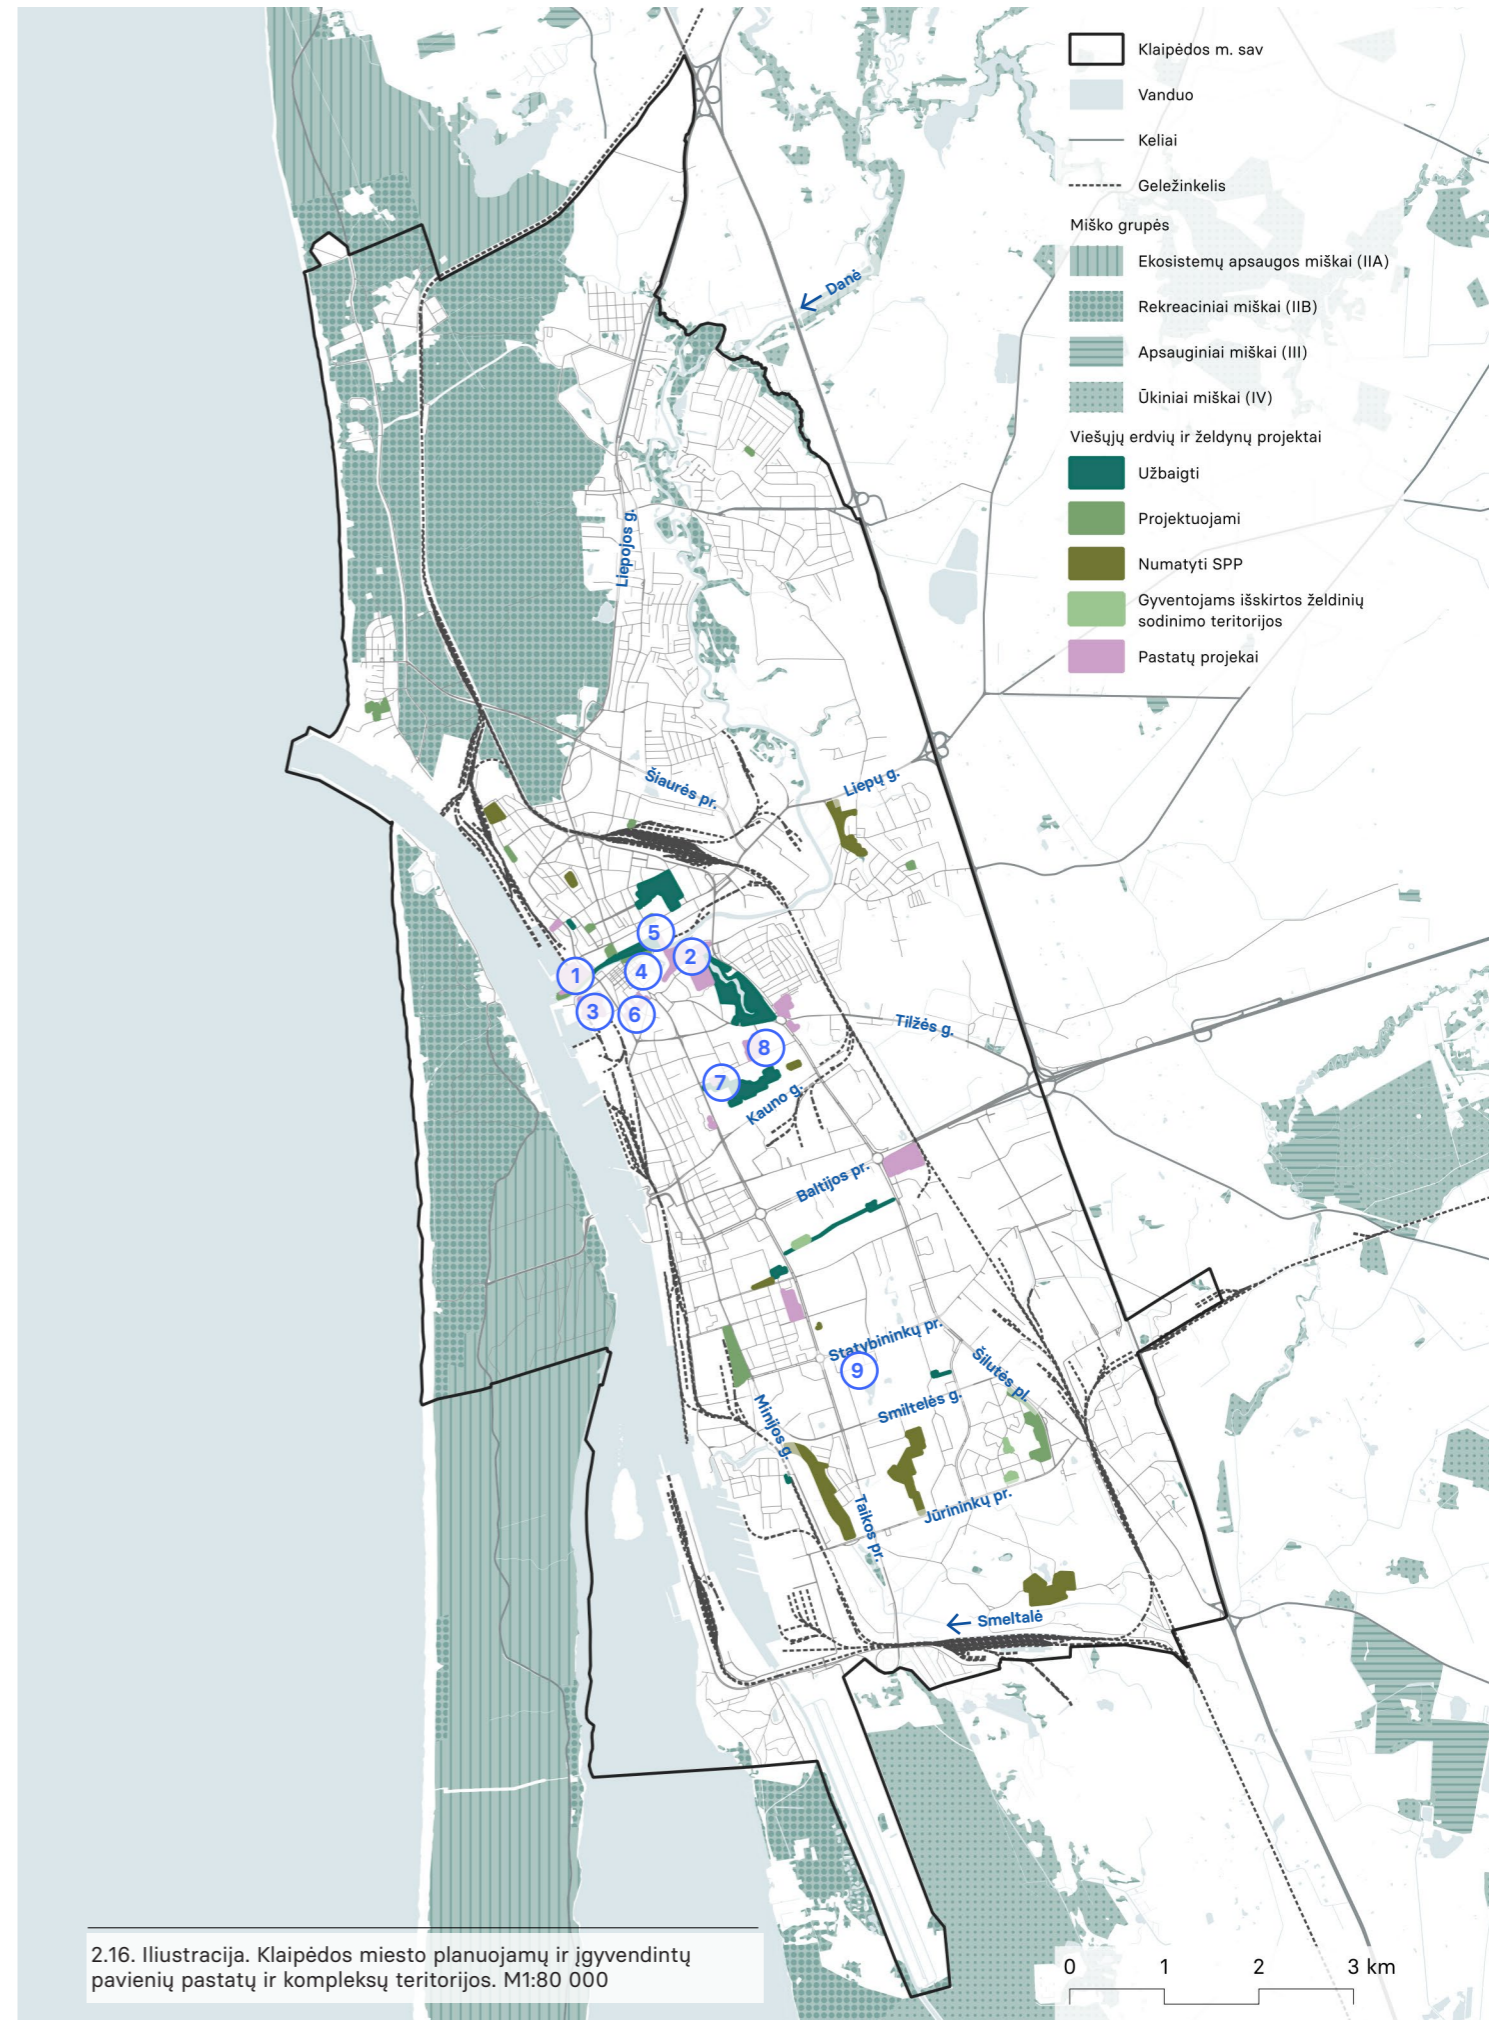 Klaipėdos m. sav
Vanduo
Keliai
Geležinkelis
Miško grupės
Ekosistemų apsaugos miškai (IIA)
Rekreaciniai miškai (IIB)
Apsauginiai miškai (III)
Ūkiniai miškai (IV)
Viešųjų erdvių ir želdynų projektai
Užbaigti
Projektuojami
Numatyti SPP
Gyventojams išskirtos želdinių
sodinimo teritorijos
Pastatų projekai
Danė
Liepojos g.
Šiaurės pr.
Liepų g.
5
2
1
4
3
6
Tilžės g.
8
7
Kauno g.
Baltijos pr.
Statybininkų pr.
9
Šilutės pl.
Smiltelės g.
Minijos g.
Taikos pr.
Jūrininkų pr.
Smeltalė
2.16. Iliustracija. Klaipėdos miesto planuojamų ir įgyvendintų
pavienių pastatų ir kompleksų teritorijos. M1:80 000
0 1 2 3 km